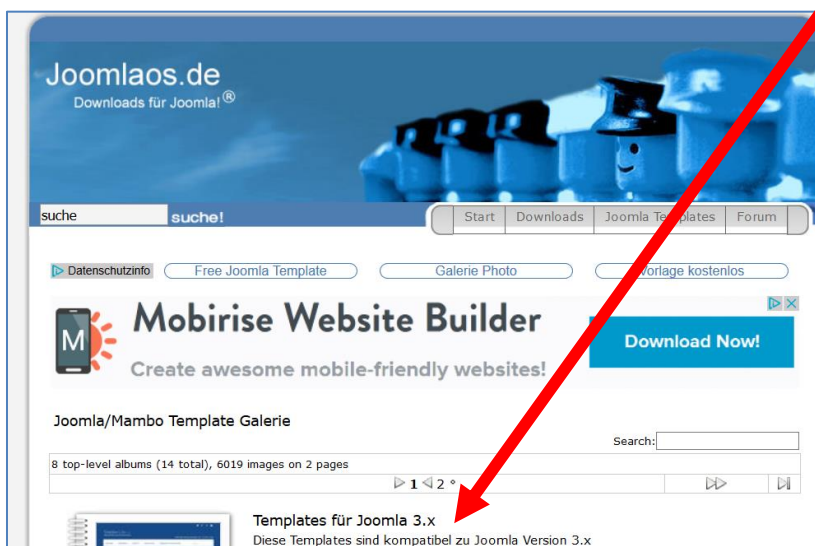 Joomlaos.de
Downloads für Joomla!®
suche suche! Start Downloads Joomla Templates Forum
Datenschutzinfo Free Joomla Template Galerie Photo Vorlage kostenlos
M Mobirise Website Builder
Download Now!
Create awesome mobile-friendly websites!
Joomla/Mambo Template Galerie
Search:
8 top-level albums (14 total), 6019 images on 2 pages
1 2 °
Templates für Joomla 3.x
Diese Templates sind kompatibel zu Joomla Version 3.x